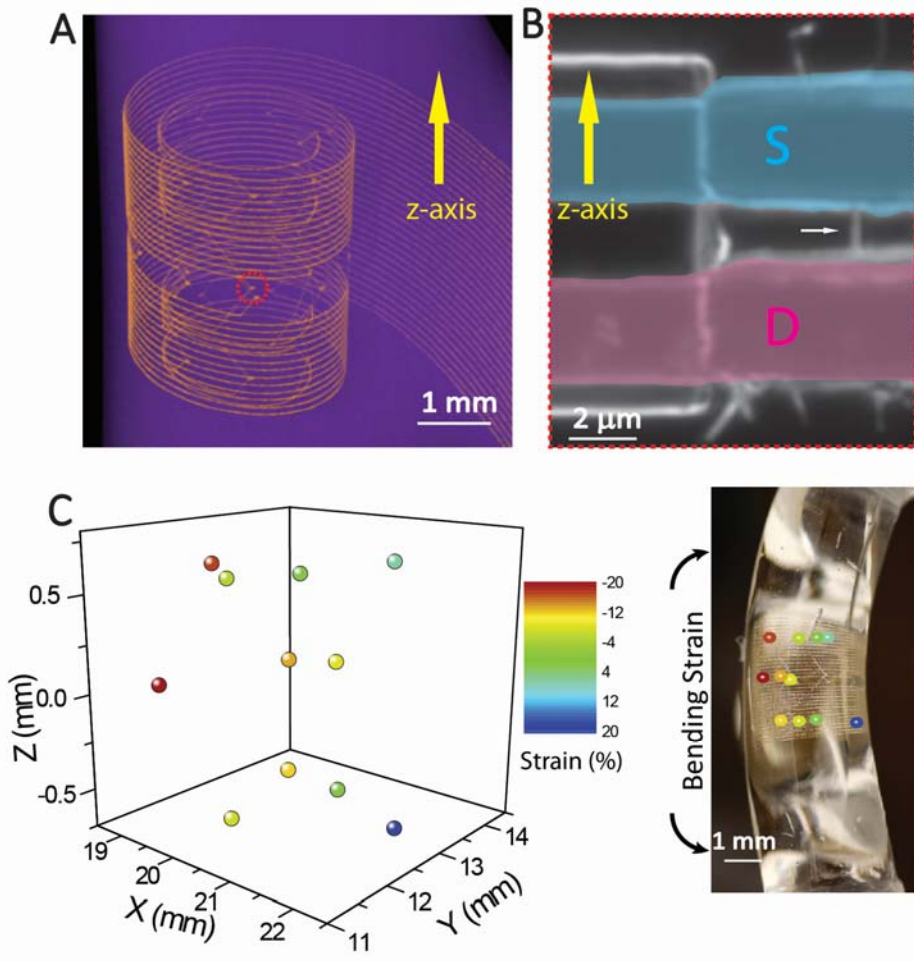 A
z-axis
1 mm
B
z-axis
S
D
2 μm
C
0.5
0.0
-0.5
Z (mm)
19
20
21
22
X (mm)
11
12
13
14
Y (mm)
-20
-12
-4
4
12
20
Strain (%)
Bending Strain
1 mm